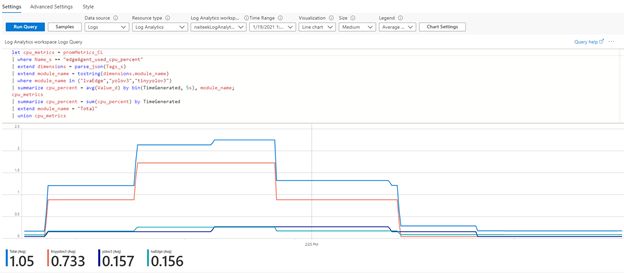 Settings Advanced Settings Style
Data source Resource type Log Analytics workspac... Time Range Visualization Size Legend
Run Query Samples Logs Log Analytics naibeekLogAnalyt... 1/19/2021 1:... Line chart Medium Average ... Chart Settings
Log Analytics workspace Logs Query
Query help
let cpu_metrics = promMetrics_CL
| where Name_s == "edgeAgent_used_cpu_percent"
| extend dimensions = parse_json(Tags_s)
| extend module_name = tostring(dimensions.module_name)
| where module_name in ("lvaEdge","yolov3","tinyyolov3")
| summarize cpu_percent = avg(Value_d) by bin(TimeGenerated, 5s), module_name;
cpu_metrics
| summarize cpu_percent = sum(cpu_percent) by TimeGenerated
| extend module_name = "Total"
| union cpu_metrics
2.5
2
1.5
1
0.5
0
Total (Avg) tinyyolov3 (Avg) yolov3 (Avg) lvaEdge (Avg)
1.05 0.733 0.157 0.156